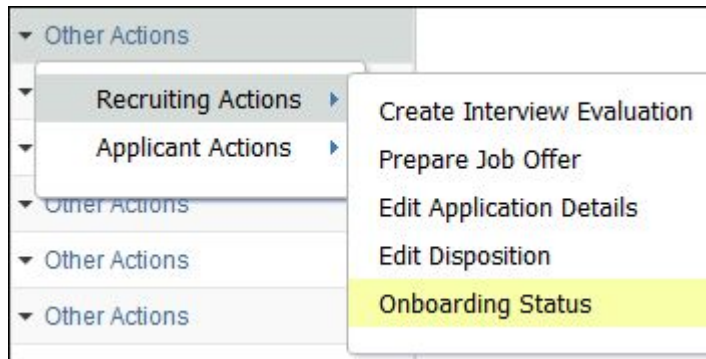 Other Actions
Recruiting Actions
Applicant Actions
Create Interview Evaluation
Prepare Job Offer
Edit Application Details
Edit Disposition
Onboarding Status
Other Actions
Other Actions
Other Actions